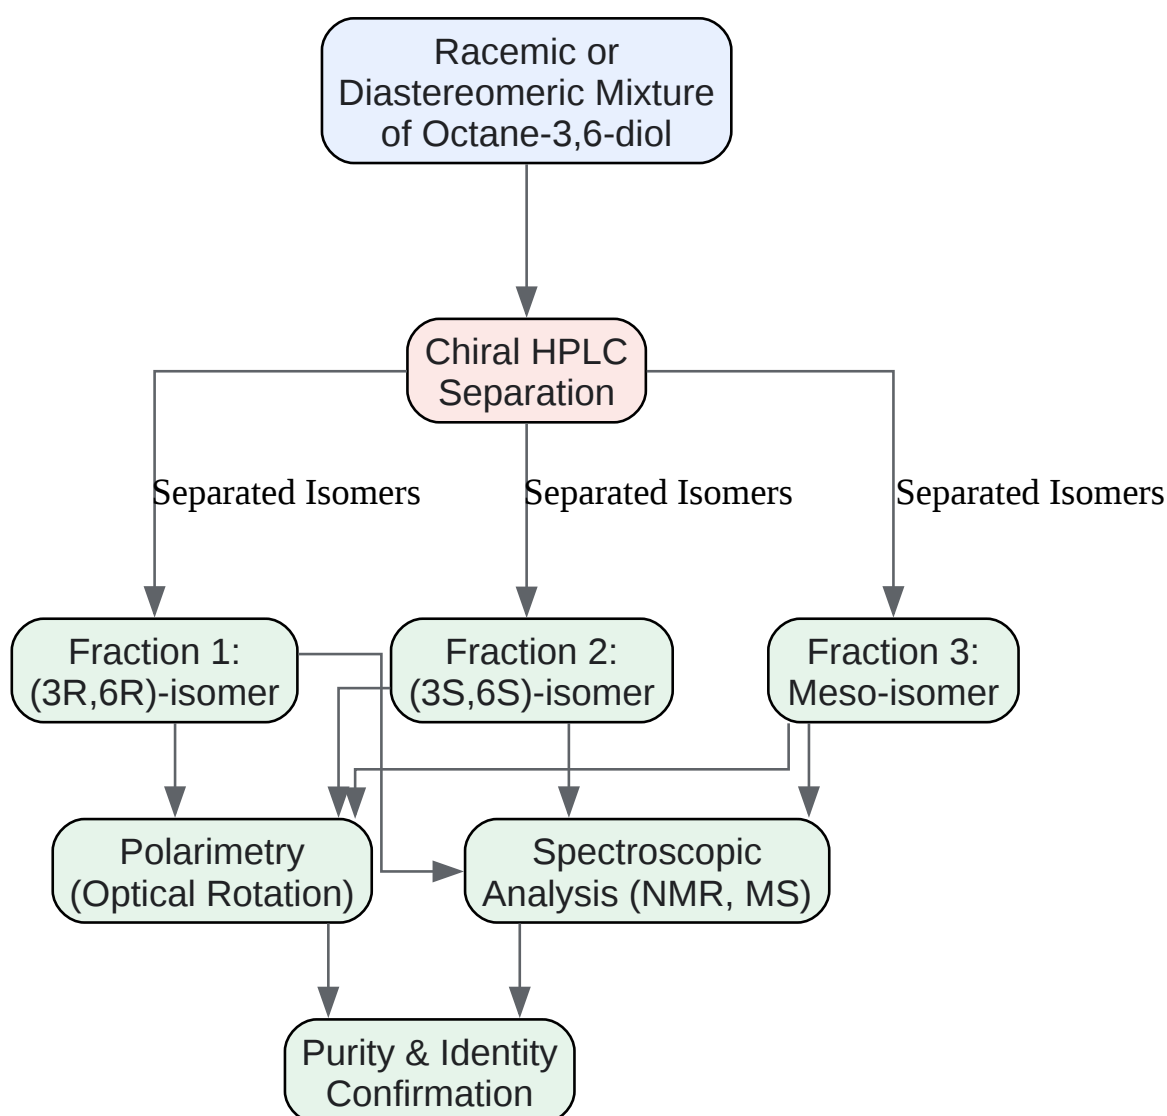 Racemic or
Diastereomeric Mixture
of Octane-3,6-diol
Chiral HPLC
Separation
Separated Isomers
Separated Isomers
Separated Isomers
Fraction 1:
(3R,6R)-isomer
Fraction 2:
(3S,6S)-isomer
Fraction 3:
Meso-isomer
Polarimetry
(Optical Rotation)
Spectroscopic
Analysis (NMR, MS)
Purity & Identity
Confirmation